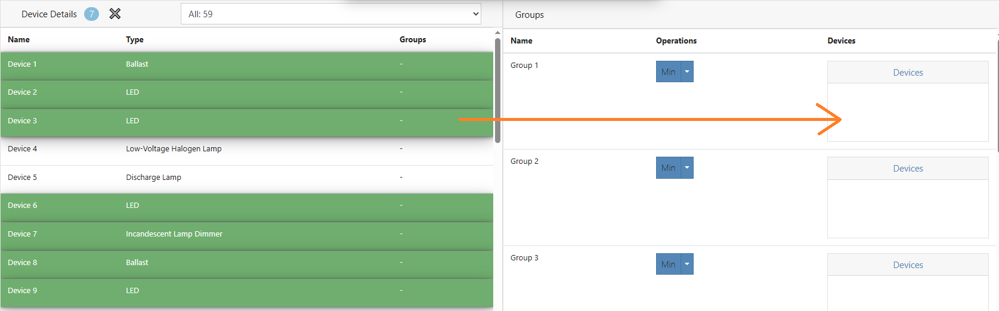 Device Details 7 All: 59
Name Type Groups
Device 1 Ballast -
Device 2 LED -
Device 3 LED -
Device 4 Low-Voltage Halogen Lamp -
Device 5 Discharge Lamp -
Device 6 LED -
Device 7 Incandescent Lamp Dimmer -
Device 8 Ballast -
Device 9 LED -
Groups
Name Operations Devices
Group 1 Min Devices
Group 2 Min Devices
Group 3 Min Devices